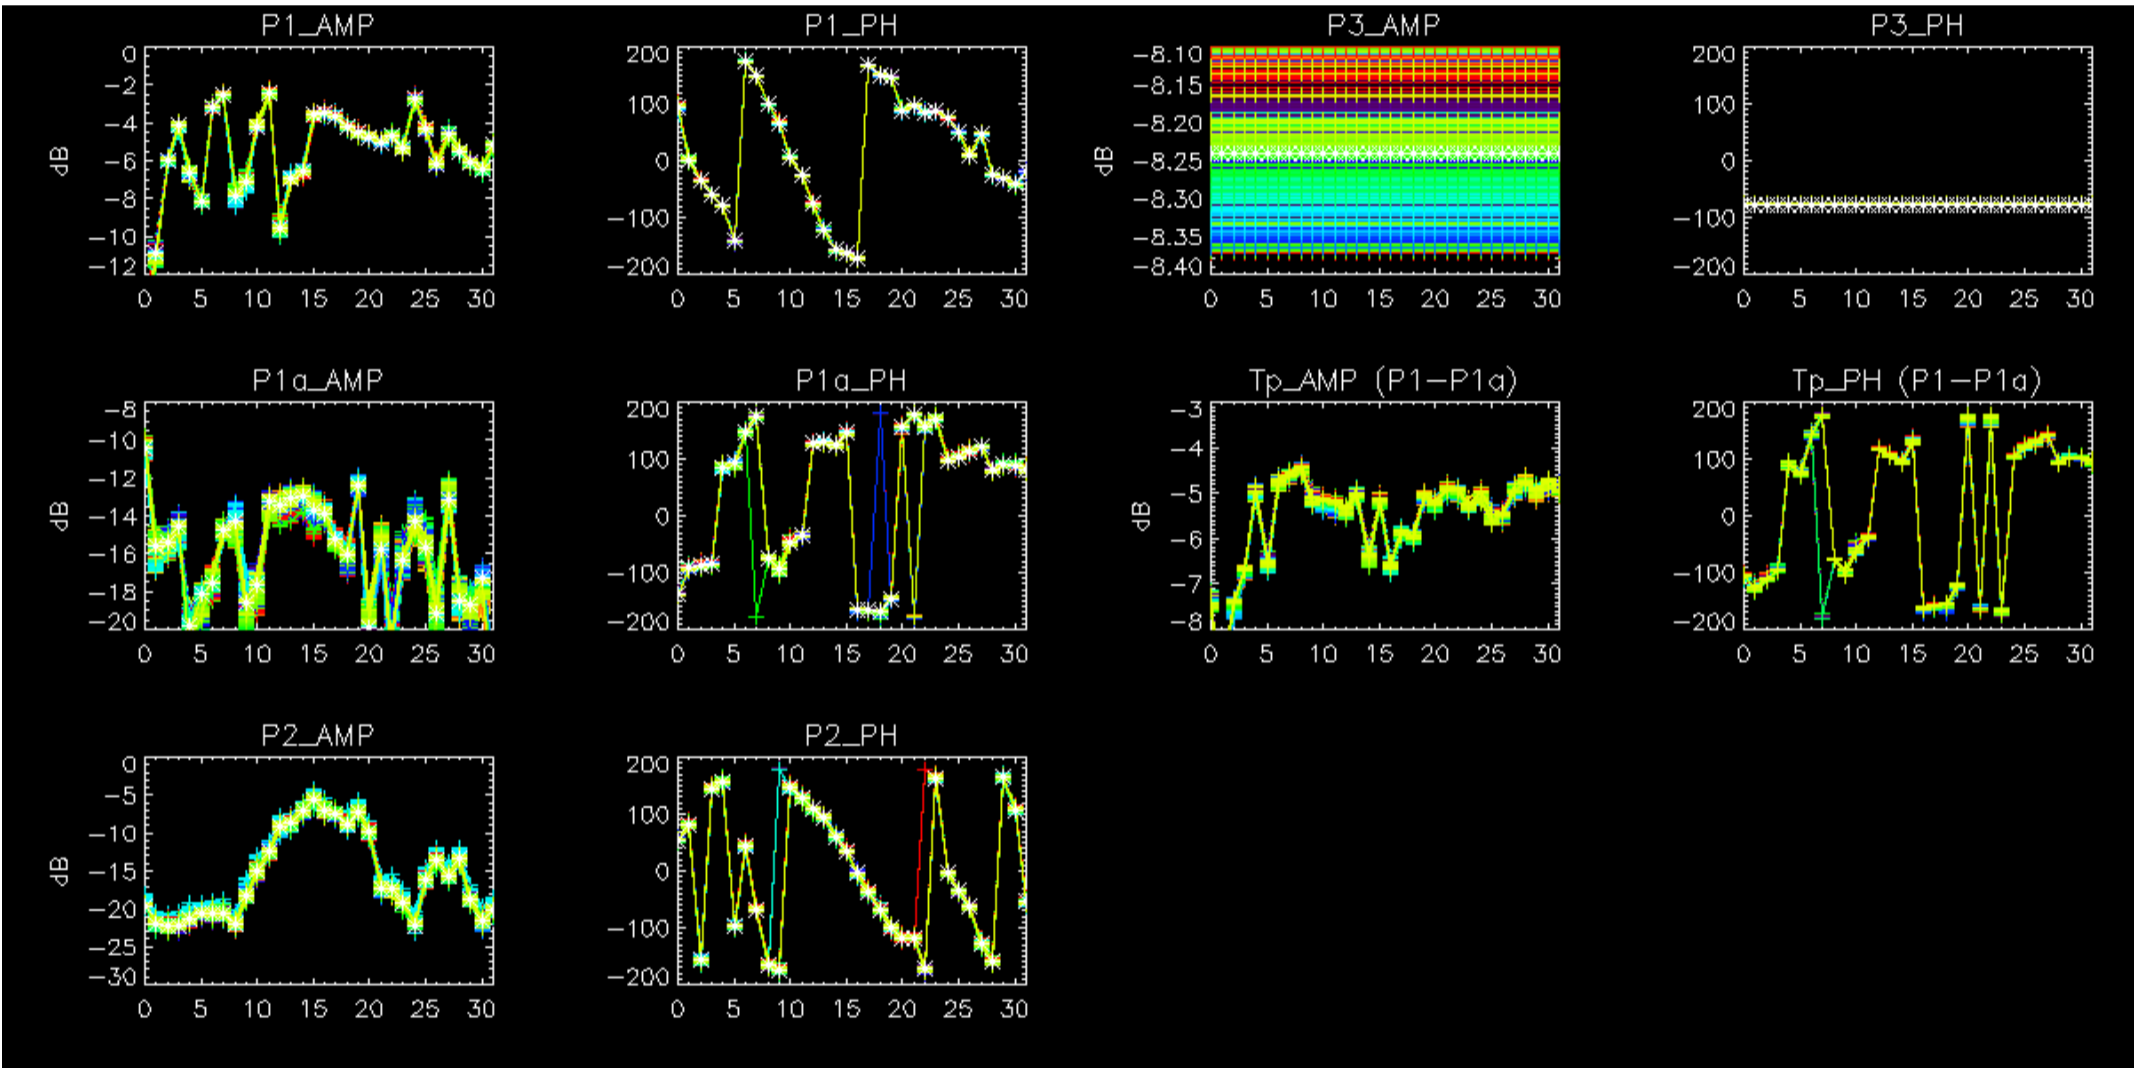 P1_AMP
P1_PH
P3_AMP
P3_PH
0
-2
-4
-6
-8
-10
-12
dB
0 5 10 15 20 25 30
200
100
0
-100
-200
0 5 10 15 20 25 30
-8.10
-8.15
-8.20
-8.25
-8.30
-8.35
-8.40
dB
0 5 10 15 20 25 30
200
100
0
-100
-200
0 5 10 15 20 25 30
P1a_AMP
P1a_PH
Tp_AMP (P1-P1a)
Tp_PH (P1-P1a)
-8
-10
-12
-14
-16
-18
-20
dB
0 5 10 15 20 25 30
200
100
0
-100
-200
0 5 10 15 20 25 30
-3
-4
-5
-6
-7
-8
dB
0 5 10 15 20 25 30
200
100
0
-100
-200
0 5 10 15 20 25 30
P2_AMP
P2_PH
0
-5
-10
-15
-20
-25
-30
dB
0 5 10 15 20 25 30
200
100
0
-100
-200
0 5 10 15 20 25 30